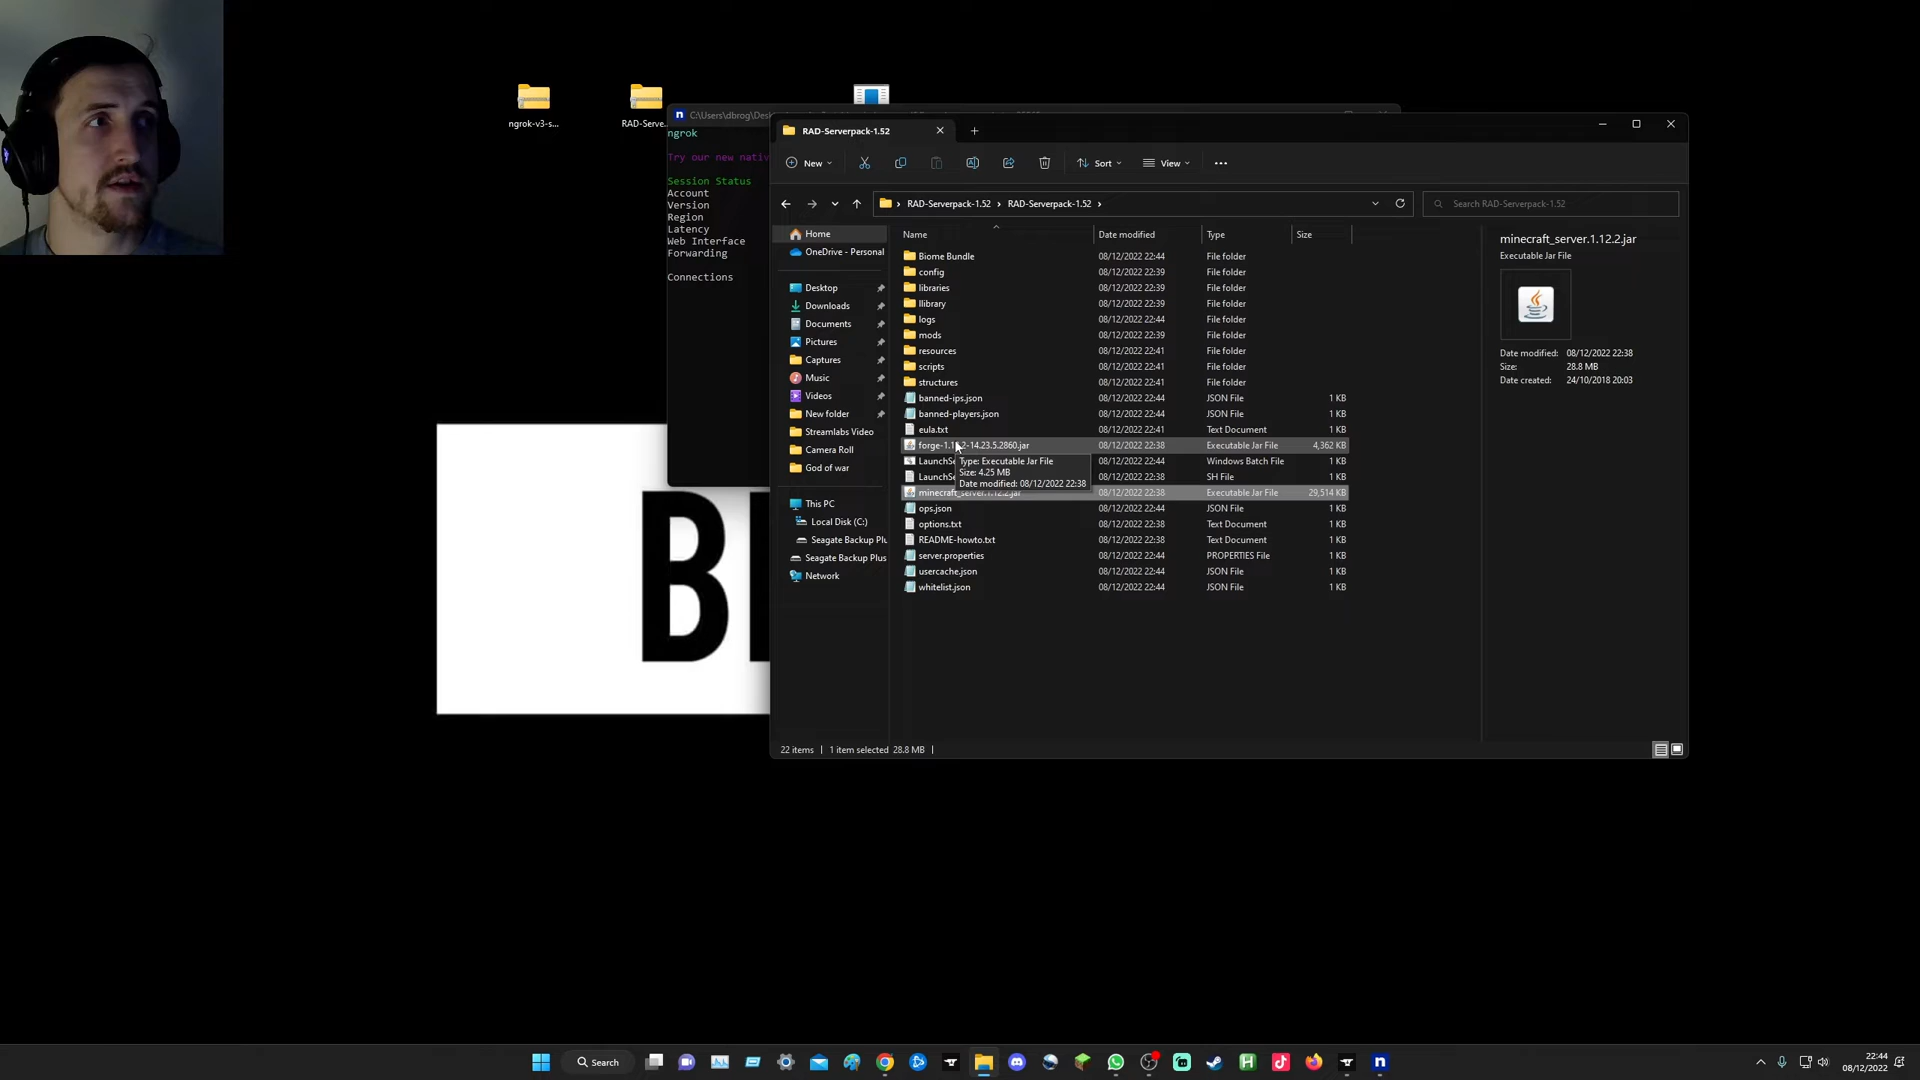 ngrok-v3-s...
RAD-Serve...
C:\Users\dbrog\Des
ngrok
Try our new nativ
Session Status
Account
Version
Region
Latency
Web Interface
Forwarding
Connections
RAD-Serverpack-1.52
New
Sort
View
RAD-Serverpack-1.52 › RAD-Serverpack-1.52 ›
Search RAD-Serverpack-1.52
Home
OneDrive - Personal
Desktop
Downloads
Documents
Pictures
Captures
Music
Videos
New folder
Streamlabs Video
Camera Roll
God of war
This PC
Local Disk (C:)
Seagate Backup Plu
Seagate Backup Plus
Network
Name Date modified Type Size
Biome Bundle 08/12/2022 22:44 File folder
config 08/12/2022 22:39 File folder
libraries 08/12/2022 22:39 File folder
llibrary 08/12/2022 22:39 File folder
logs 08/12/2022 22:44 File folder
mods 08/12/2022 22:39 File folder
resources 08/12/2022 22:41 File folder
scripts 08/12/2022 22:41 File folder
structures 08/12/2022 22:41 File folder
banned-ips.json 08/12/2022 22:44 JSON File 1 KB
banned-players.json 08/12/2022 22:44 JSON File 1 KB
eula.txt 08/12/2022 22:41 Text Document 1 KB
forge-1.12.2-14.23.5.2860.jar 08/12/2022 22:38 Executable Jar File 4,362 KB
LaunchSe 08/12/2022 22:44 Windows Batch File 1 KB
LaunchSe 08/12/2022 22:38 SH File 1 KB
minecraft_server.1.12.2.jar 08/12/2022 22:38 Executable Jar File 29,514 KB
ops.json 08/12/2022 22:44 JSON File 1 KB
options.txt 08/12/2022 22:38 Text Document 1 KB
README-howto.txt 08/12/2022 22:38 Text Document 1 KB
server.properties 08/12/2022 22:44 PROPERTIES File 1 KB
usercache.json 08/12/2022 22:44 JSON File 1 KB
whitelist.json 08/12/2022 22:44 JSON File 1 KB
Type: Executable Jar File
Size: 4.25 MB
Date modified: 08/12/2022 22:38
minecraft_server.1.12.2.jar
Executable Jar File
Date modified: 08/12/2022 22:38
Size: 28.8 MB
Date created: 24/10/2018 20:03
22 items 1 item selected 28.8 MB
Search
22:44
08/12/2022